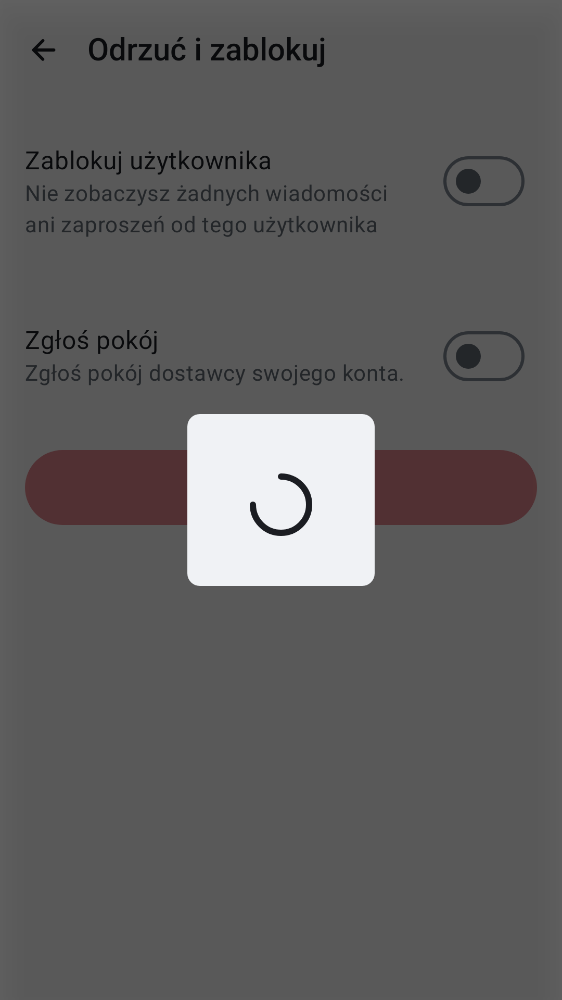 Odrzuć i zablokuj
Zablokuj użytkownika
Nie zobaczysz żadnych wiadomości
ani zaproszeń od tego użytkownika
Zgłoś pokój
Zgłoś pokój dostawcy swojego konta.